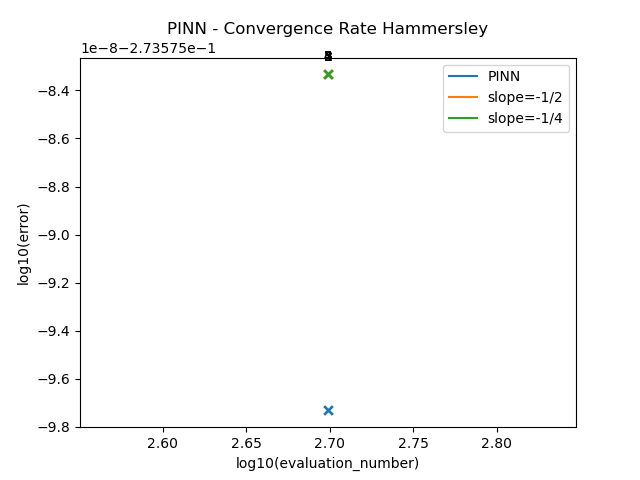 PINN - Convergence Rate Hammersley
1e−8−2.73575e−1
PINN
slope=-1/2
slope=-1/4
−8.4
−8.6
−8.8
−9.0
−9.2
−9.4
−9.6
−9.8
log10(error)
2.60
2.65
2.70
2.75
2.80
log10(evaluation_number)